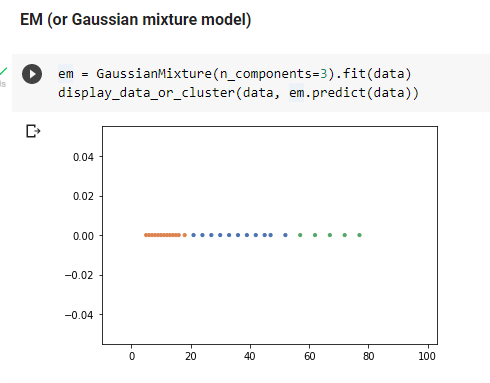 EM (or Gaussian mixture model)
em = GaussianMixture(n_components=3).fit(data)
display_data_or_cluster(data, em.predict(data))
0.04
0.02
0.00
−0.02
−0.04
0 20 40 60 80 100